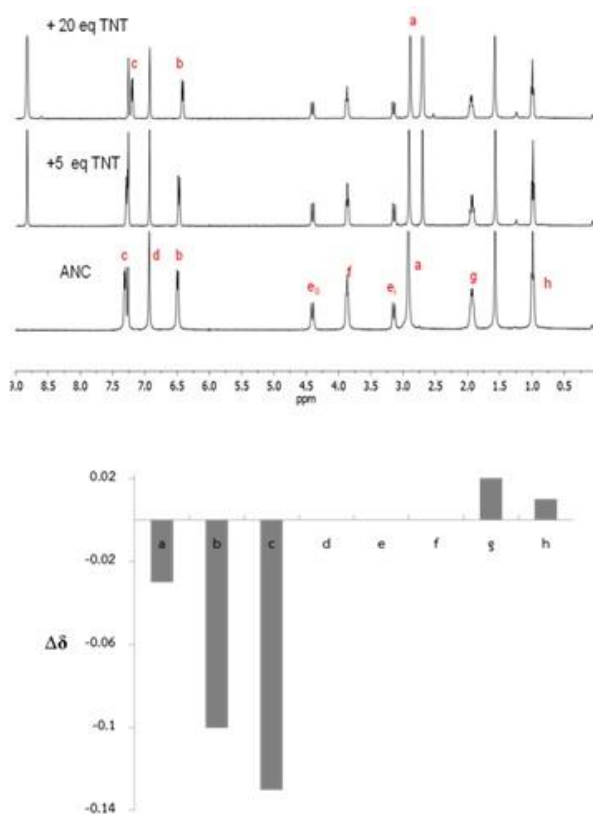 + 20 eq TNT
a
c
b
+5 eq TNT
c
d
b
a
ANC
f
g
h
e₀
eᵢ
9.0 8.5 8.0 7.5 7.0 6.5 6.0 5.5 5.0 4.5 4.0 3.5 3.0 2.5 2.0 1.5 1.0 0.5
ppm
0.02
a b c d e f g h
-0.02
Δδ
-0.06
-0.1
-0.14